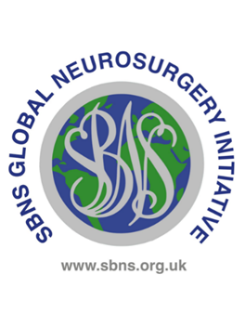 SBNS GLOBAL NEUROSURGERY INITIATIVE
SBNS
www.sbns.org.uk